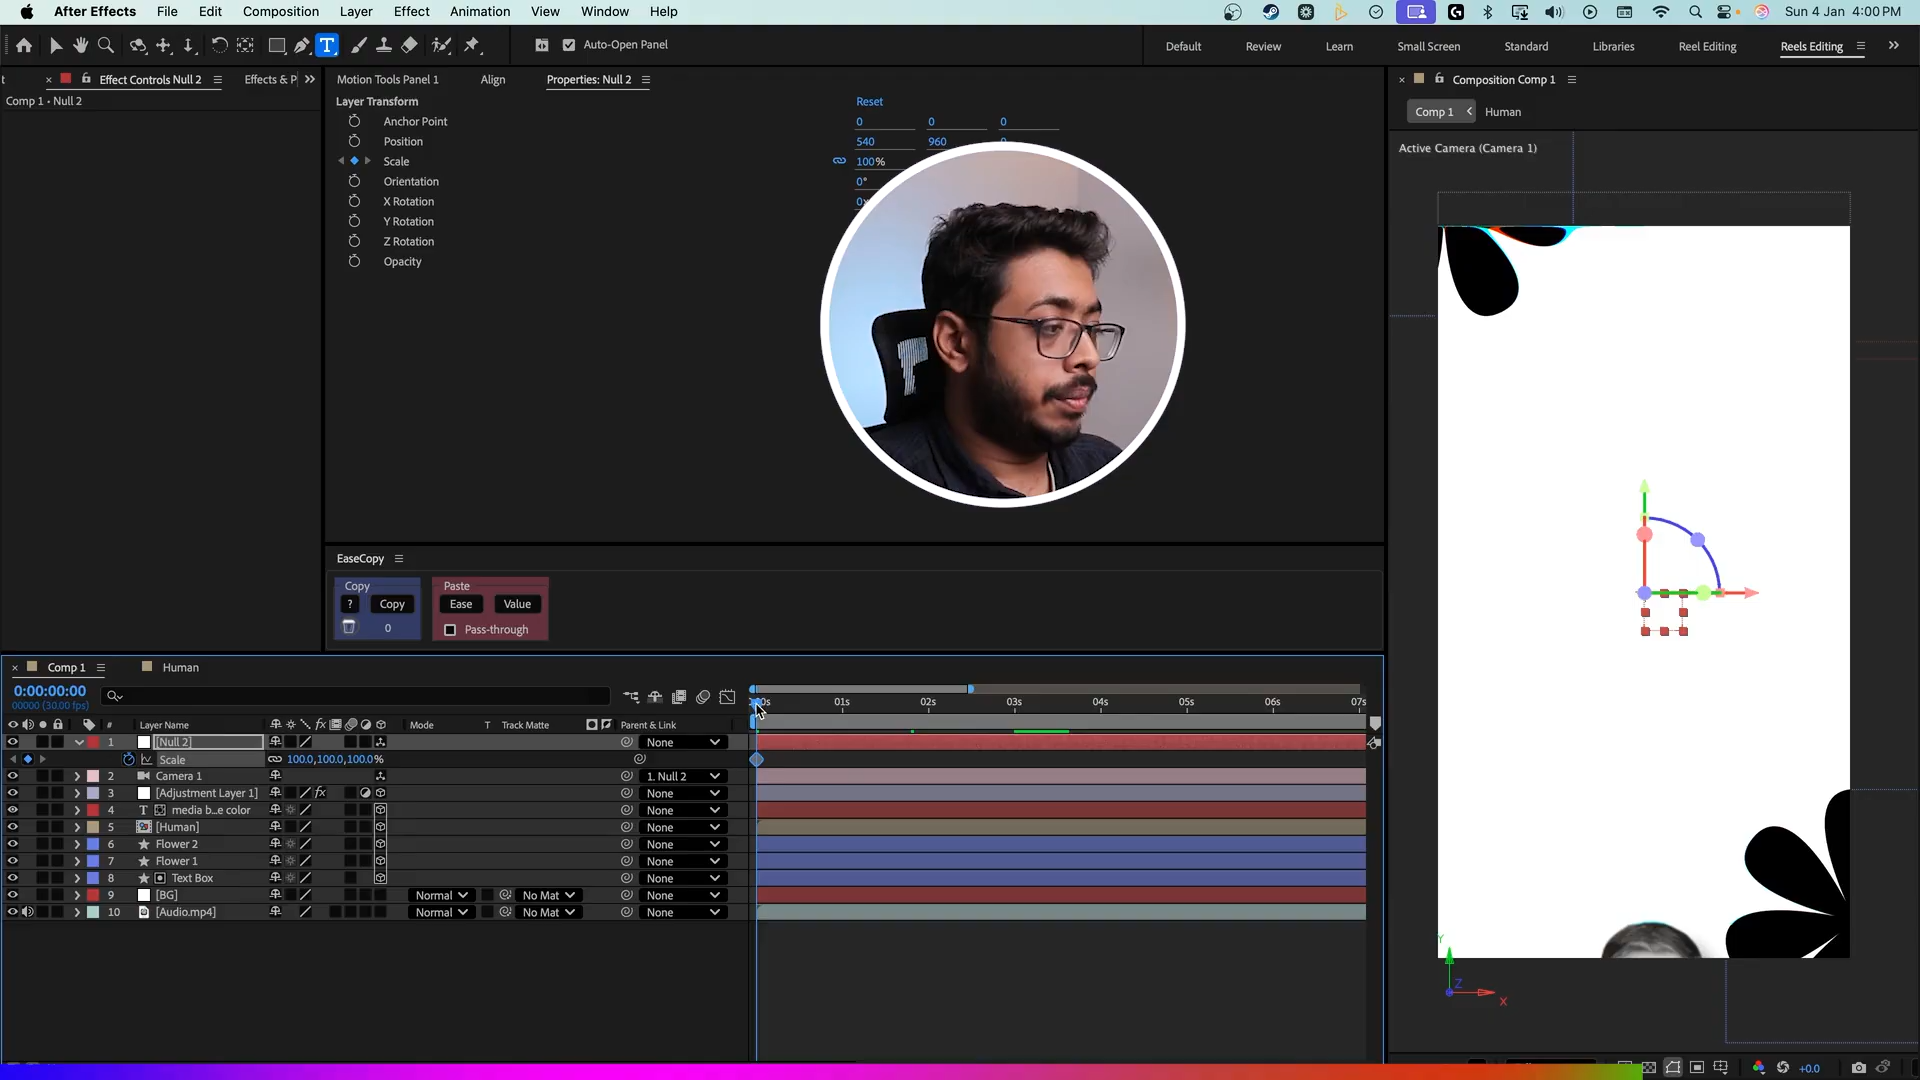 After Effects File Edit Composition Layer Effect Animation View Window Help Sun 4 Jan 4:00 PM
T Auto-Open Panel Default Review Learn Small Screen Standard Libraries Reel Editing Reels Editing
Effect Controls Null 2 Effects & P Motion Tools Panel 1 Align Properties: Null 2 Composition Comp 1
Comp 1 • Null 2
Layer Transform Reset
Anchor Point 0 0 0
Position 540 960
Scale 100%
Orientation 0°
X Rotation
Y Rotation
Z Rotation
Opacity
Comp 1 Human
Active Camera (Camera 1)
EaseCopy
Copy Paste
? Copy Ease Value
0 Pass-through
Comp 1 Human
0:00:00:00
00000 (30.00 fps)
01s 02s 03s 04s 05s 06s 07s
# Layer Name fx Mode T Track Matte Parent & Link
1 [Null 2] None
Scale 100.0,100.0,100.0%
2 Camera 1 1. Null 2
3 [Adjustment Layer 1] fx None
4 T media b...e color None
5 [Human] None
6 Flower 2 None
7 Flower 1 None
8 Text Box None
9 [BG] Normal No Mat None
10 [Audio.mp4] Normal No Mat None
Y
Z
X
+0.0